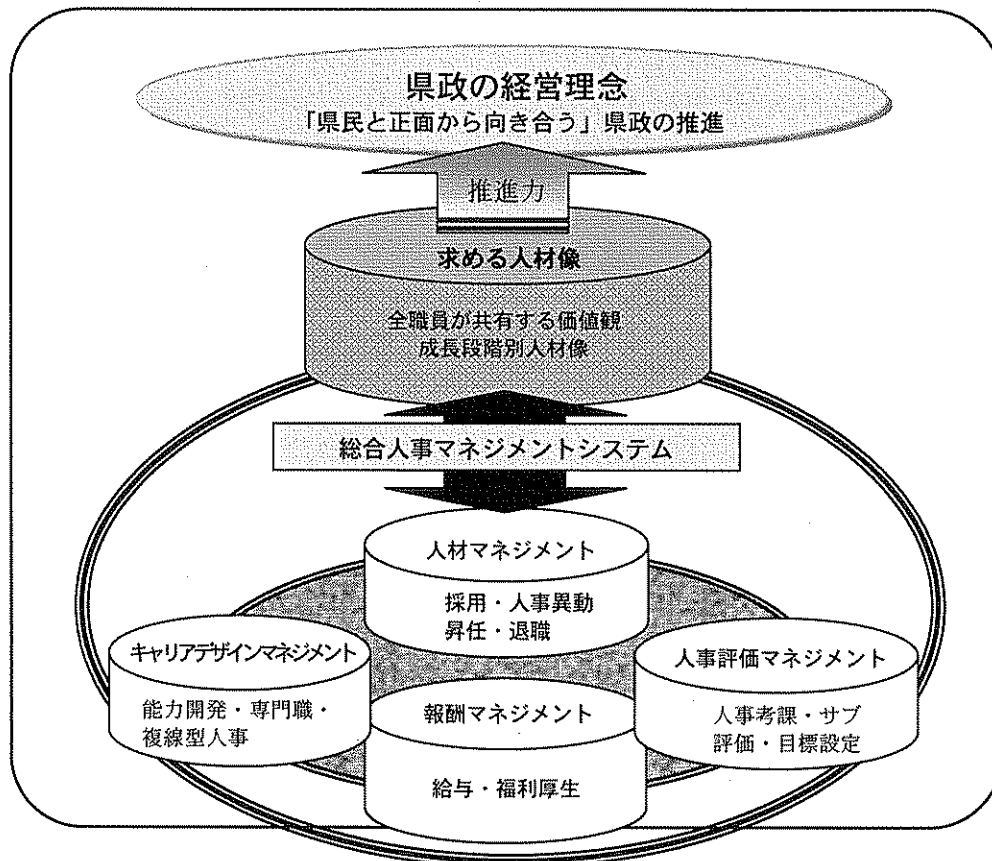 県政の経営理念
「県民と正面から向き合う」県政の推進
推進力
求める人材像
全職員が共有する価値観
成長段階別人材像
総合人事マネジメントシステム
人材マネジメント
採用・人事異動
昇任・退職
キャリアデザインマネジメント
能力開発・専門職・
複線型人事
人事評価マネジメント
人事考課・サブ
評価・目標設定
報酬マネジメント
給与・福利厚生